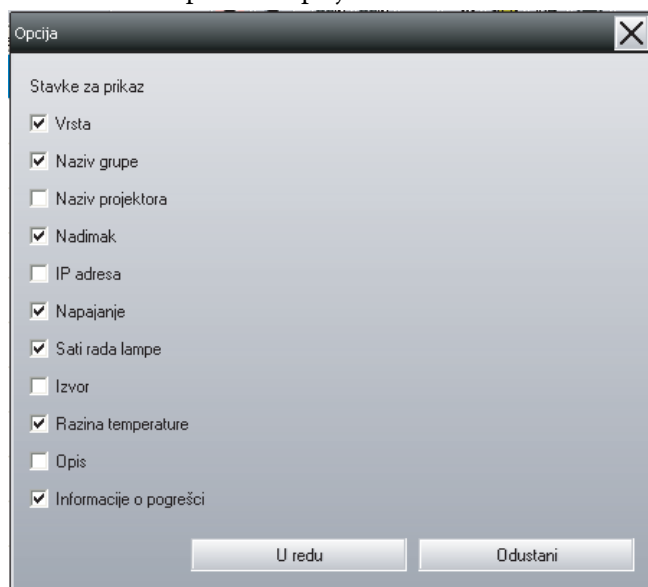 Opcija
Stavke za prikaz
Vrsta
Naziv grupe
Naziv projektora
Nadimak
IP adresa
Napajanje
Sati rada lampe
Izvor
Razina temperature
Opis
Informacije o pogrešci
U redu Odustani